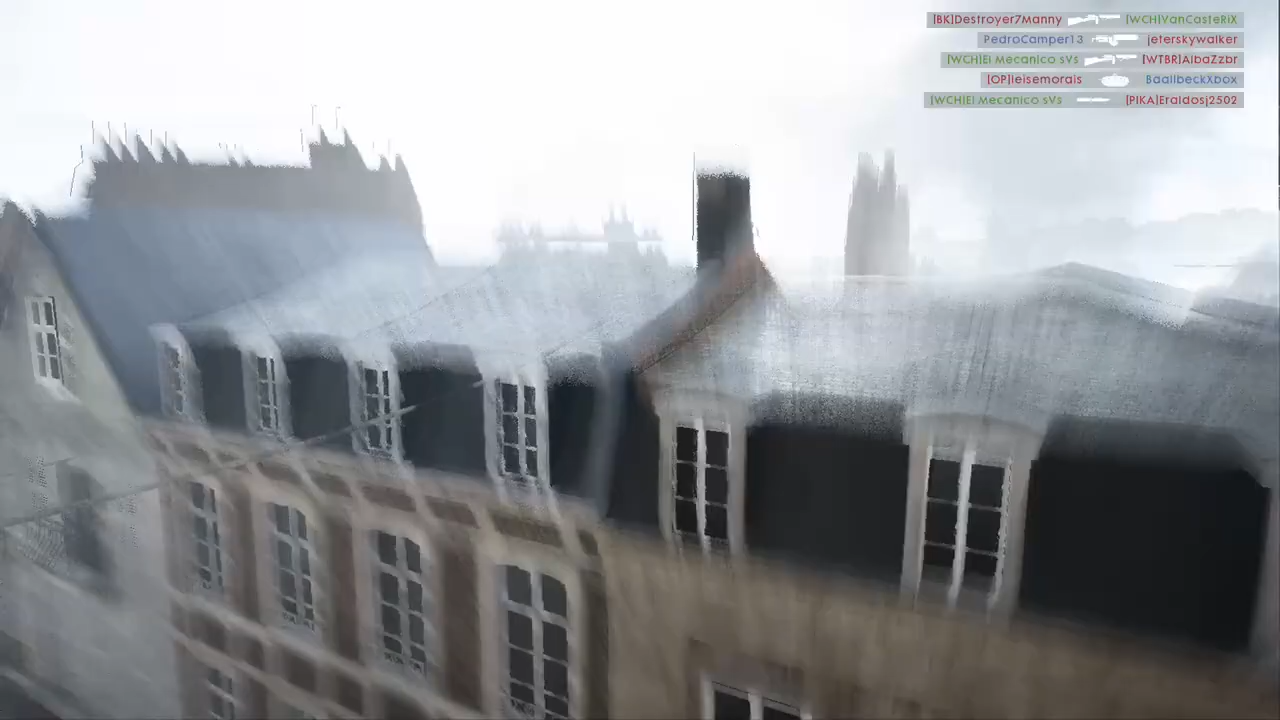 [BK]Destroyer7Manny [WCH]VanCasteRiX
PedroCamper13 jeterskywalker
[WCH]El Mecanico sVs [WTBR]AlbaZzbr
[OP]leisemorais BaallbeckXbox
[WCH]El Mecanico sVs [PIKA]Eraldosj2502